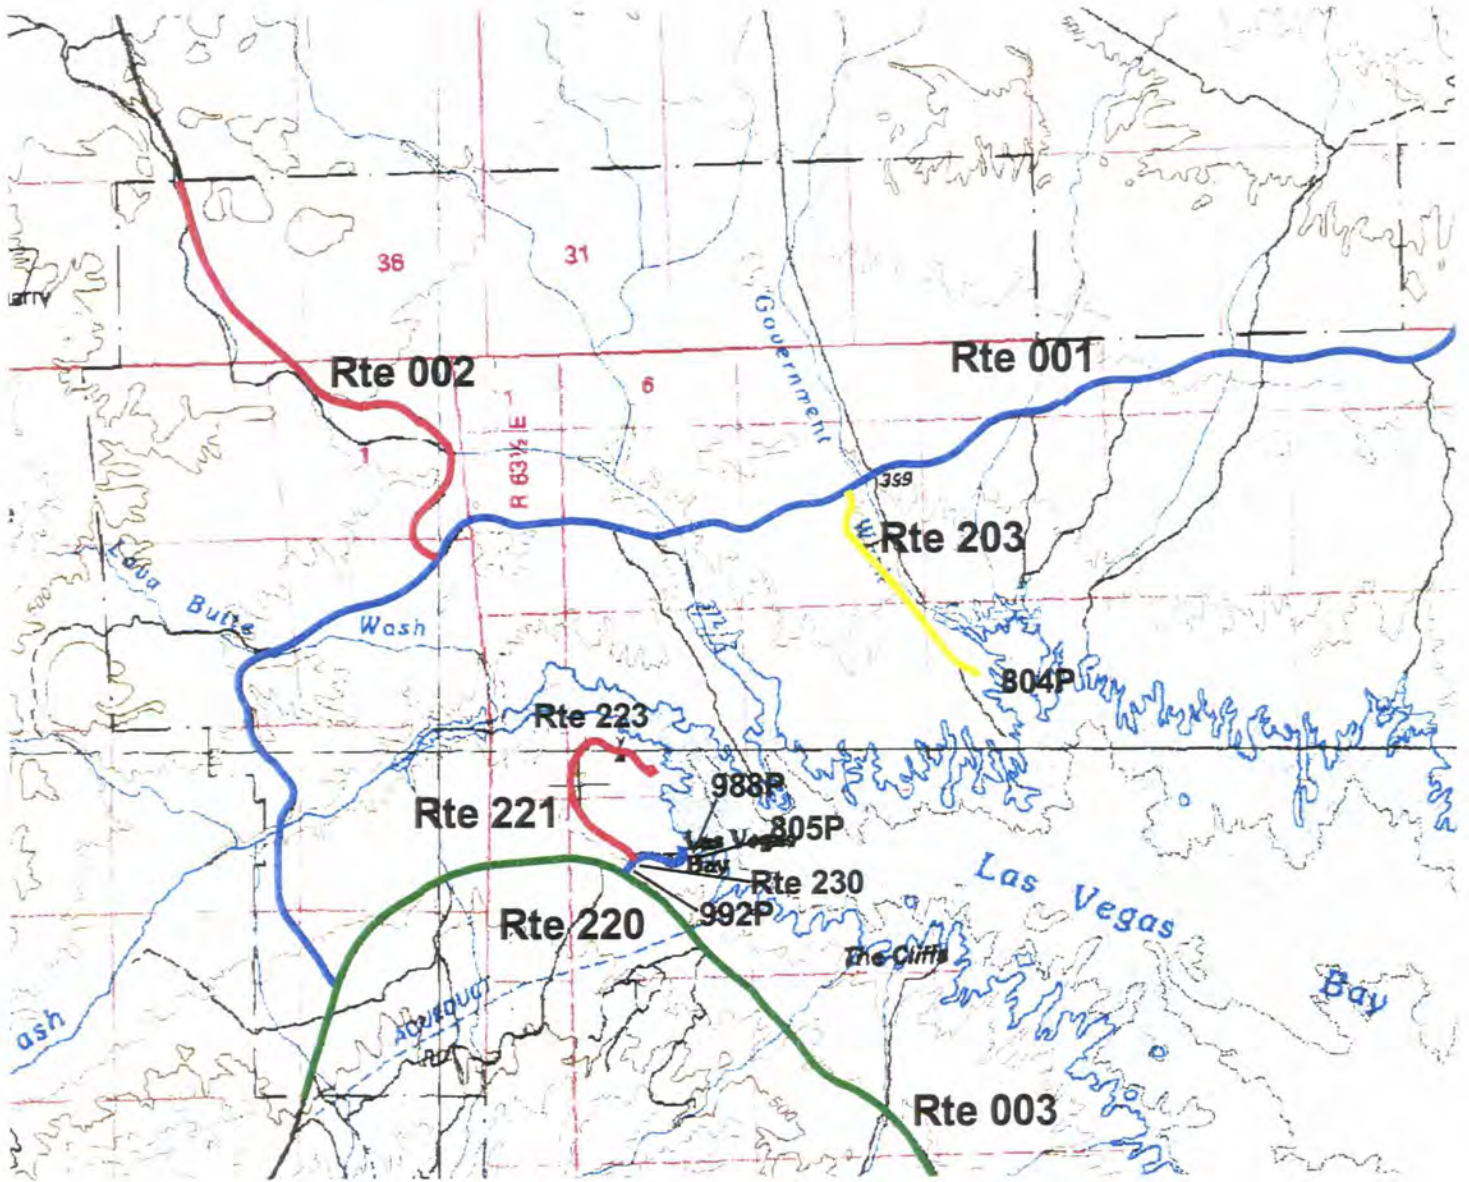 36
31
Government
Rte 002
Rte 001
6
1
R 63½ E
399
Rte 203
Lava
Butte
Wash
804P
Rte 223
988P
Rte 221
805P
Las Vegas
Bay
Rte 230
992P
Rte 220
Las Vegas
The Cliffs
Bay
ash
AQUEDUCT
Rte 003